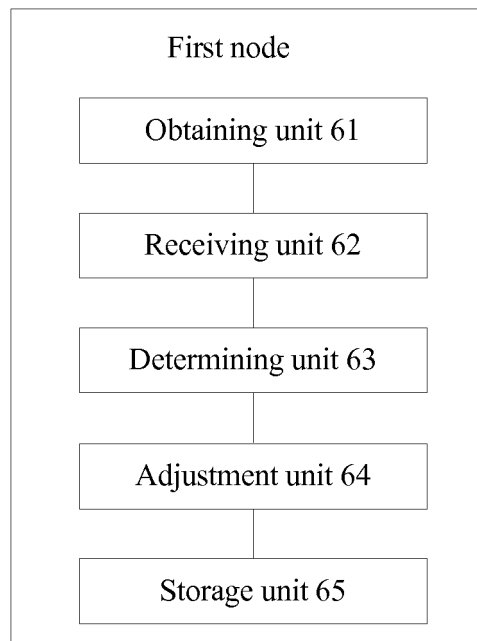 First node
Obtaining unit 61
Receiving unit 62
Determining unit 63
Adjustment unit 64
Storage unit 65